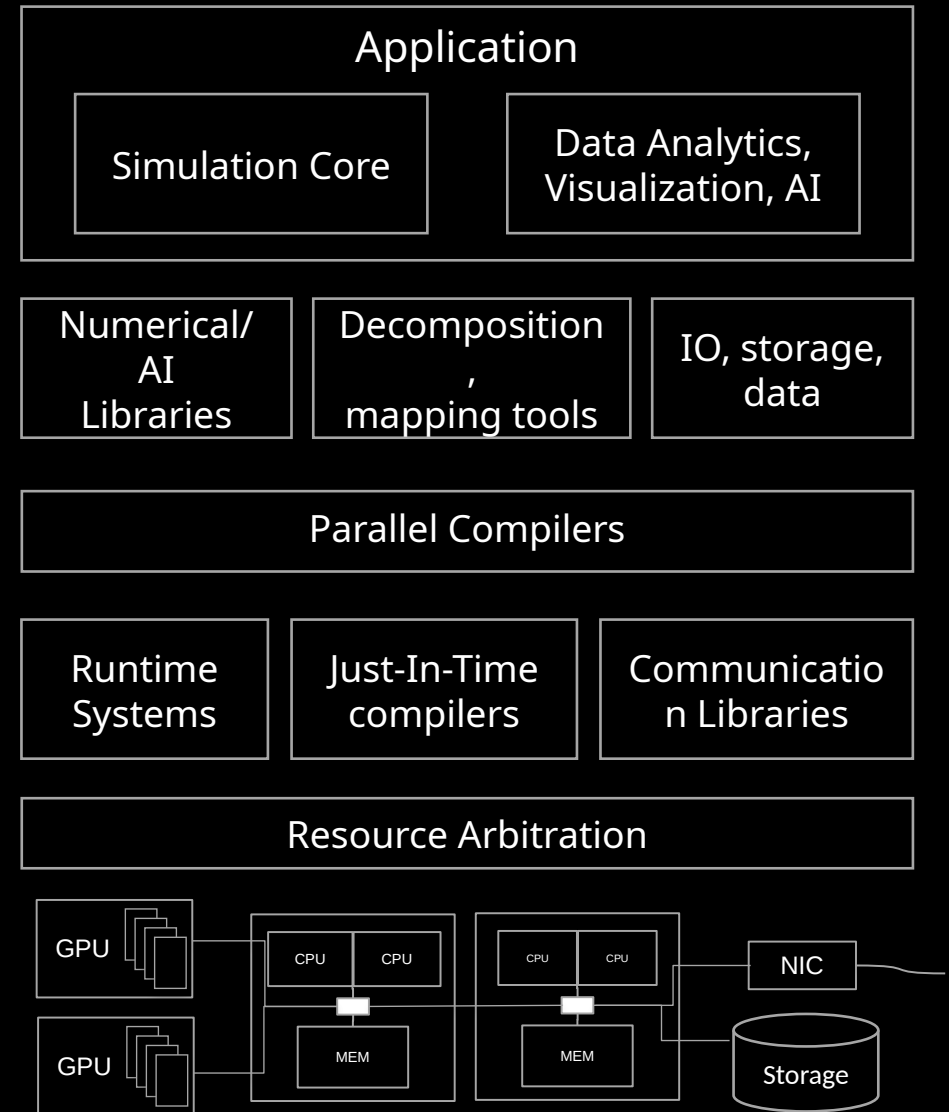 Application
Simulation Core
Data Analytics,
Visualization, AI
Numerical/
AI
Libraries
Decomposition
,
mapping tools
IO, storage,
data
Parallel Compilers
Runtime
Systems
Just-In-Time
compilers
Communicatio
n Libraries
Resource Arbitration
GPU
CPU
CPU
MEM
CPU
CPU
MEM
NIC
GPU
Storage